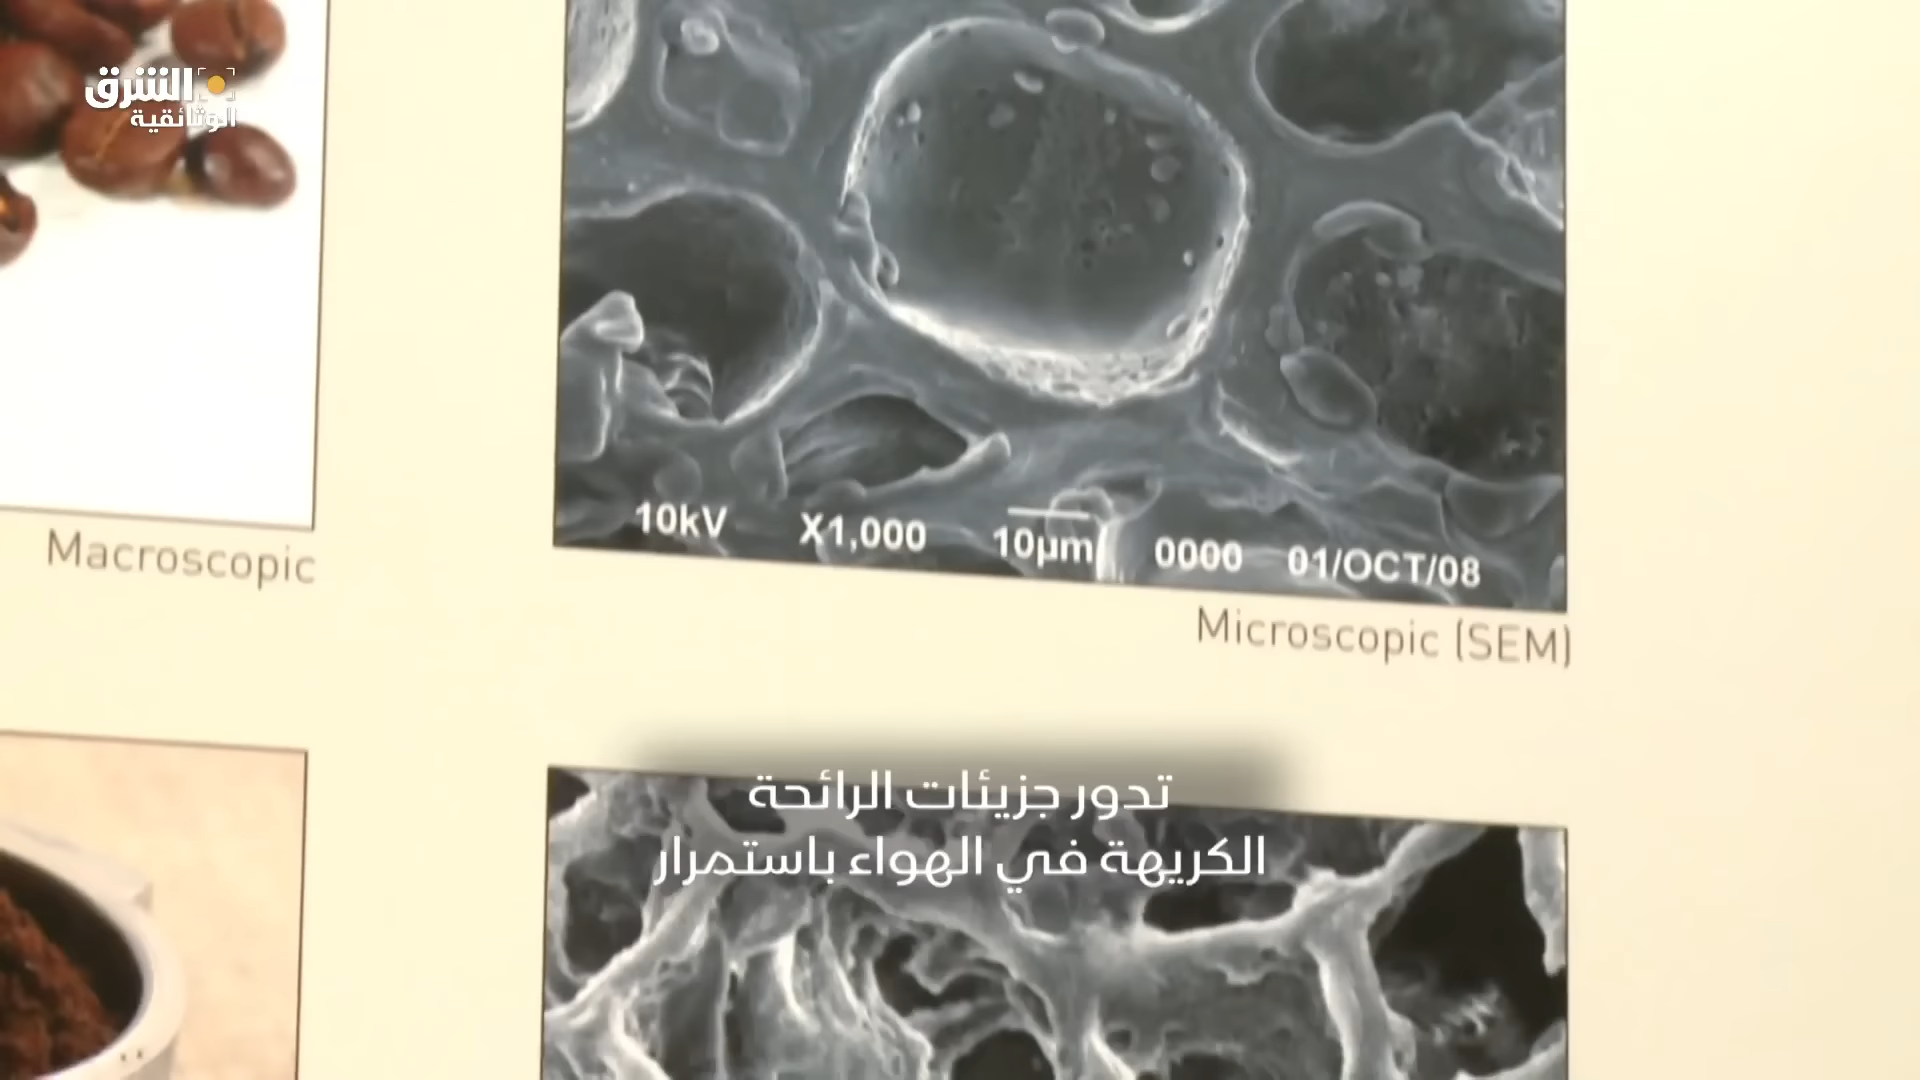 الشرق
الوثائقية
10kV X1,000 10µm 0000 01/OCT/08
Macroscopic
Microscopic (SEM)
تدور جزيئات الرائحة
الكريهة في الهواء باستمرار